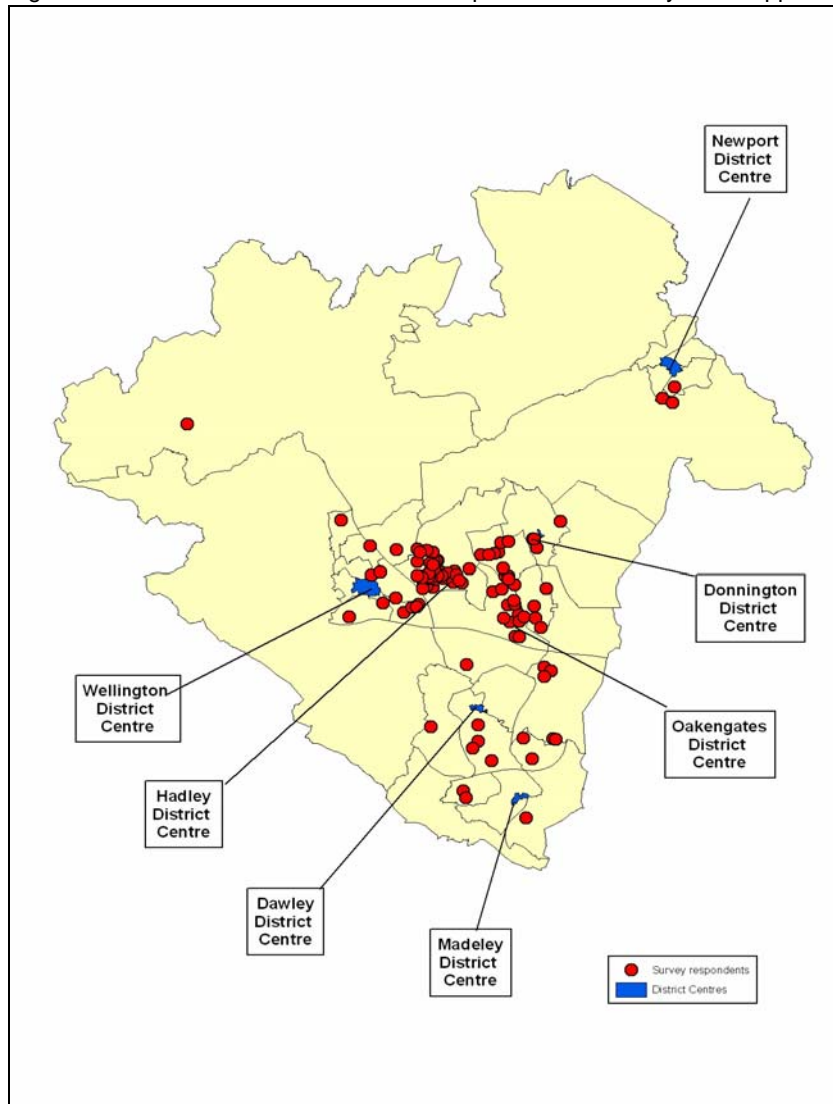 Newport
District
Centre
Donnington
District
Centre
Wellington
District
Centre
Oakengates
District
Centre
Hadley
District
Centre
Dawley
District
Centre
Madeley
District
Centre
Survey respondents
District Centres